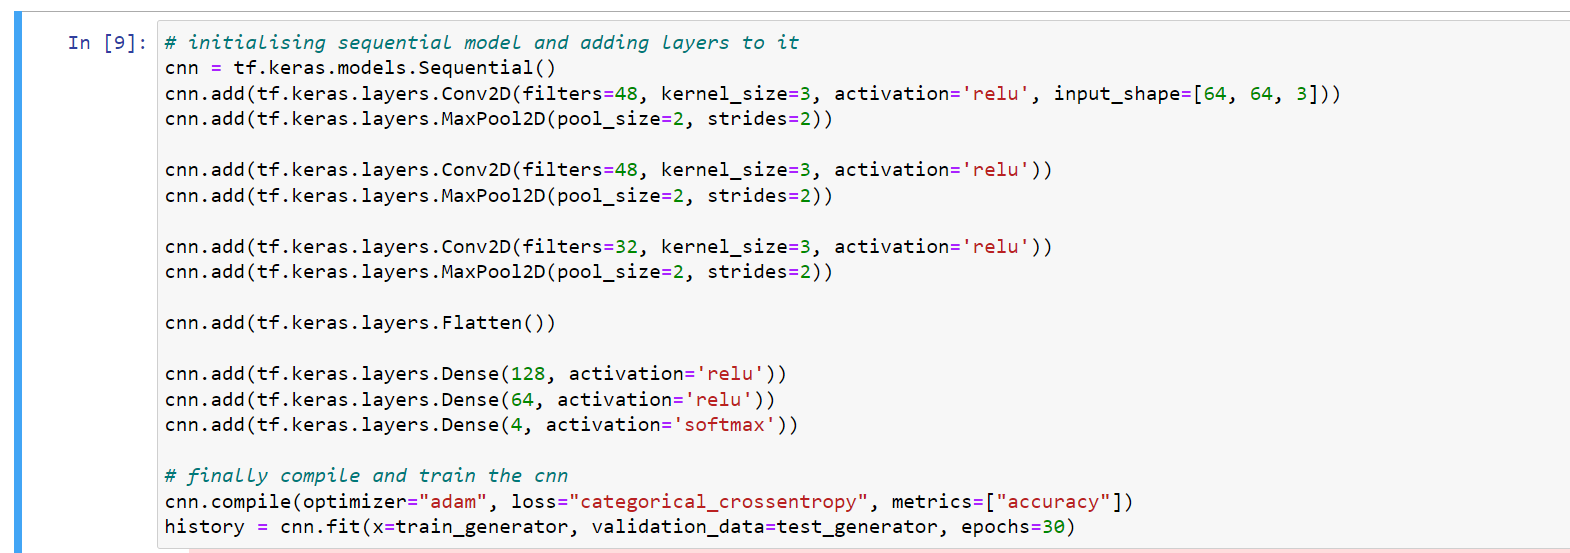 In [9]: # initialising sequential model and adding layers to it
cnn = tf.keras.models.Sequential()
cnn.add(tf.keras.layers.Conv2D(filters=48, kernel_size=3, activation='relu', input_shape=[64, 64, 3]))
cnn.add(tf.keras.layers.MaxPool2D(pool_size=2, strides=2))
cnn.add(tf.keras.layers.Conv2D(filters=48, kernel_size=3, activation='relu'))
cnn.add(tf.keras.layers.MaxPool2D(pool_size=2, strides=2))
cnn.add(tf.keras.layers.Conv2D(filters=32, kernel_size=3, activation='relu'))
cnn.add(tf.keras.layers.MaxPool2D(pool_size=2, strides=2))
cnn.add(tf.keras.layers.Flatten())
cnn.add(tf.keras.layers.Dense(128, activation='relu'))
cnn.add(tf.keras.layers.Dense(64, activation='relu'))
cnn.add(tf.keras.layers.Dense(4, activation='softmax'))
# finally compile and train the cnn
cnn.compile(optimizer="adam", loss="categorical_crossentropy", metrics=["accuracy"])
history = cnn.fit(x=train_generator, validation_data=test_generator, epochs=30)